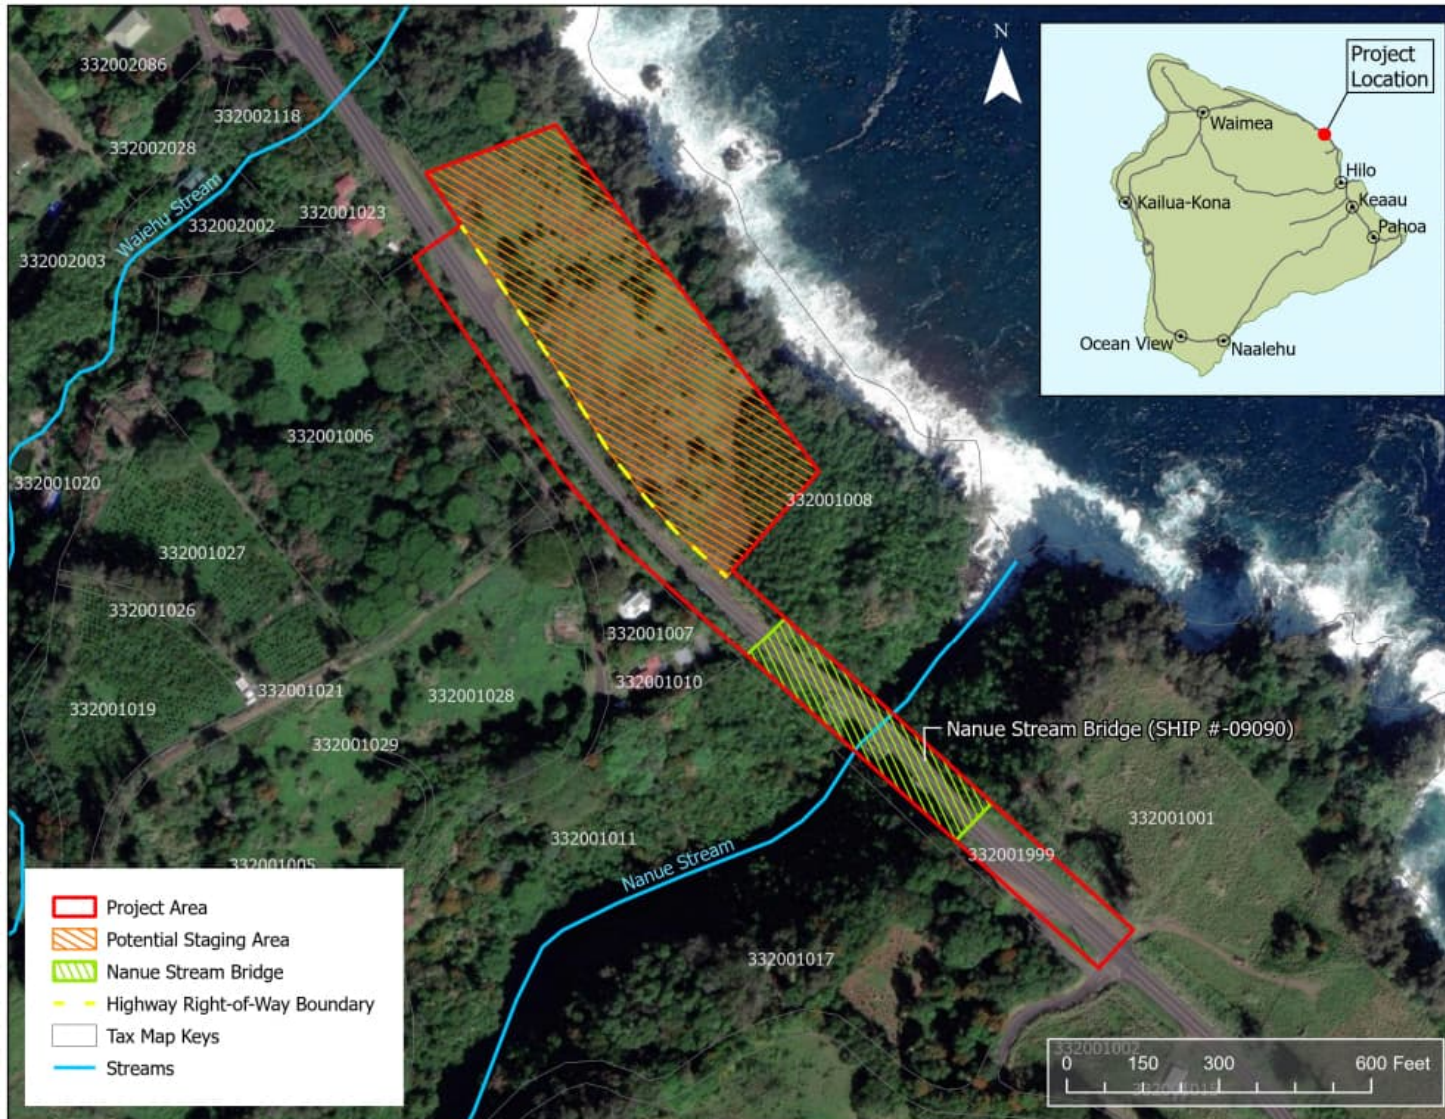 332002086
332002118
332002028
Waiehu Stream
332002002
332001023
332002003
332001006
332001020
332001027
332001026
332001008
332001007
332001010
332001021
332001028
332001019
332001029
Nanue Stream Bridge (SHIP #-09090)
332001001
332001011
332001999
332001005
Nanue Stream
332001017
332001002
N
Project
Location
Waimea
Hilo
Keaau
Kailua-Kona
Pahoa
Ocean View
Naalehu
Project Area
Potential Staging Area
Nanue Stream Bridge
Highway Right-of-Way Boundary
Tax Map Keys
Streams
0 150 300 600 Feet